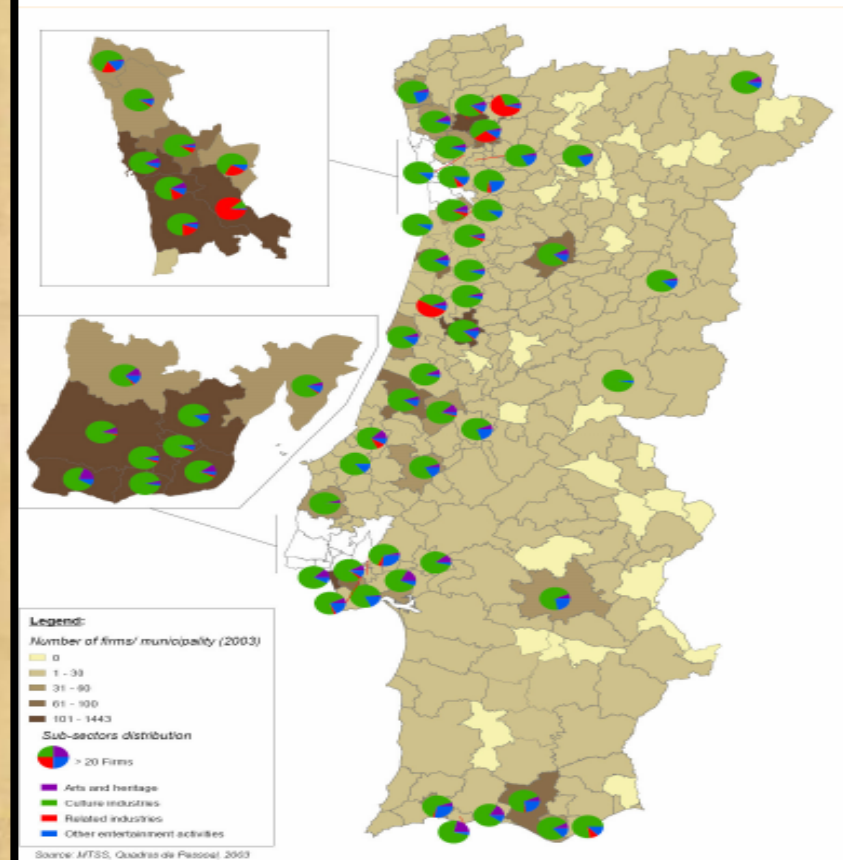 Legend:
Number of firms/ municipality (2003)
0
1 - 30
31 - 60
61 - 100
101 - 1443
Sub-sectors distribution
> 20 Firms
Arts and heritage
Culture industries
Related industries
Other entertainment activities
Source: MTSS, Quadros de Pessoal, 2003